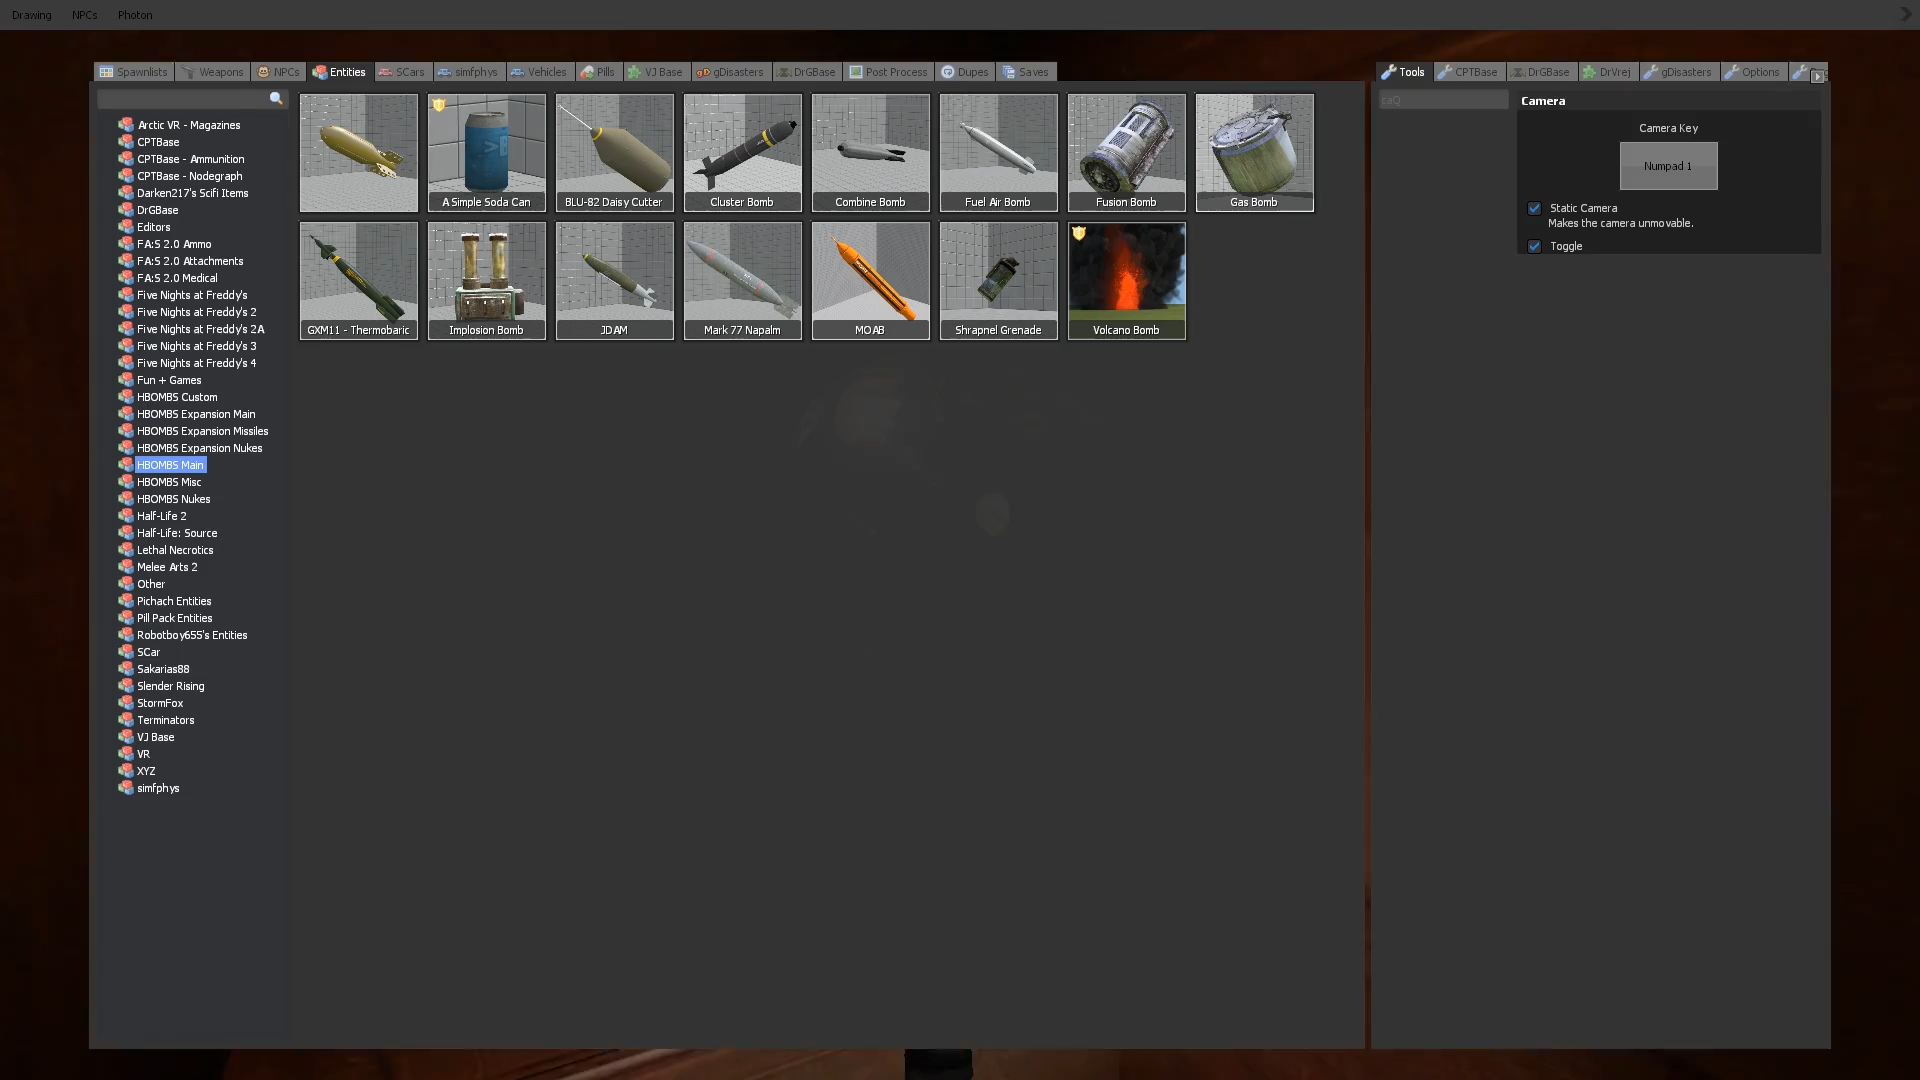 Drawing NPCs Photon
Spawnlists Weapons NPCs Entities SCars simfphys Vehicles Pills VJ Base gDisasters DrGBase Post Process Dupes Saves
Tools CPTBase DrGBase DrVrej gDisasters Options
caQ
Camera
Camera Key
Numpad 1
Static Camera
Makes the camera unmovable.
Toggle
Arctic VR - Magazines
CPTBase
CPTBase - Ammunition
CPTBase - Nodegraph
Darken217's Scifi Items
DrGBase
Editors
FA:S 2.0 Ammo
FA:S 2.0 Attachments
FA:S 2.0 Medical
Five Nights at Freddy's
Five Nights at Freddy's 2
Five Nights at Freddy's 2A
Five Nights at Freddy's 3
Five Nights at Freddy's 4
Fun + Games
HBOMBS Custom
HBOMBS Expansion Main
HBOMBS Expansion Missiles
HBOMBS Expansion Nukes
HBOMBS Main
HBOMBS Misc
HBOMBS Nukes
Half-Life 2
Half-Life: Source
Lethal Necrotics
Melee Arts 2
Other
Pichach Entities
Pill Pack Entities
Robotboy655's Entities
SCar
Sakarias88
Slender Rising
StormFox
Terminators
VJ Base
VR
XYZ
simfphys
A Simple Soda Can
BLU-82 Daisy Cutter
Cluster Bomb
Combine Bomb
Fuel Air Bomb
Fusion Bomb
Gas Bomb
GXM11 - Thermobaric
Implosion Bomb
JDAM
Mark 77 Napalm
MOAB
Shrapnel Grenade
Volcano Bomb